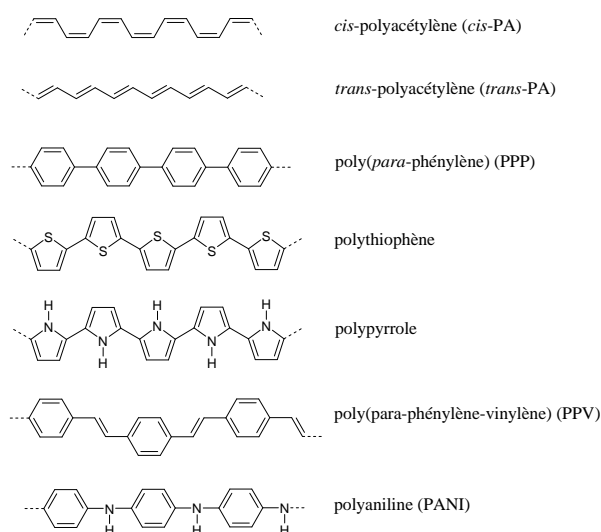 cis-polyacétylène (cis-PA)
trans-polyacétylène (trans-PA)
poly(para-phénylène) (PPP)
S S S S S
polythiophène
H H H
N N N N N
H H
polypyrrole
poly(para-phénylène-vinylène) (PPV)
N N N
H H H
polyaniline (PANI)